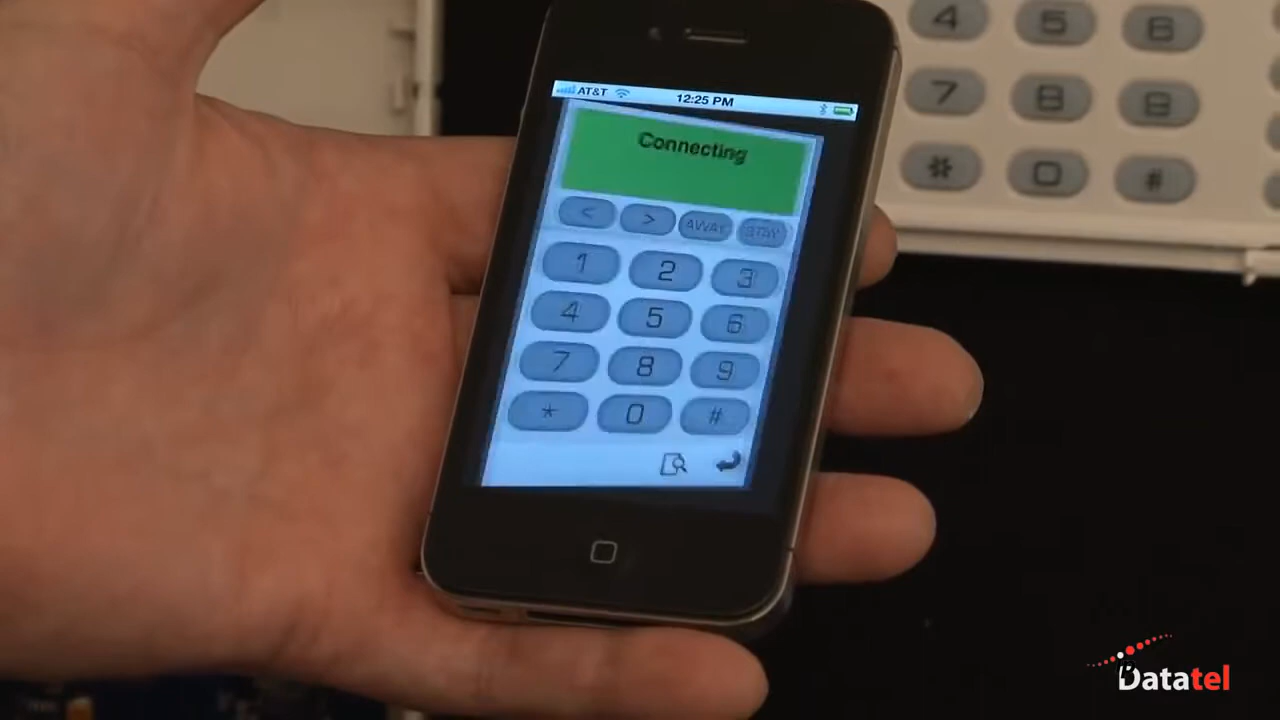 4 5 6
7 8 9
* 0 #
AT&T 12:25 PM
Connecting
< > AWAY STAY
1 2 3
4 5 6
7 8 9
* 0 #
Datatel